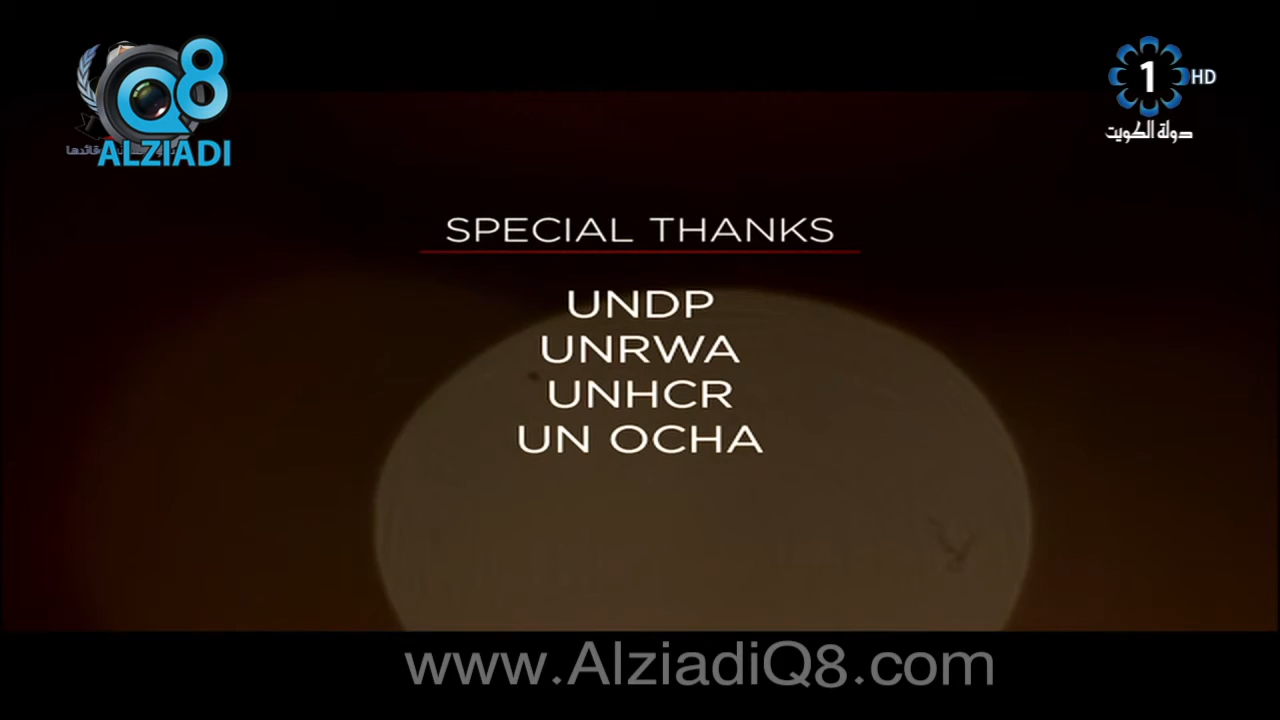 Q8
ALZIADI
1 HD
دولة الكويت
SPECIAL THANKS
UNDP
UNRWA
UNHCR
UN OCHA
www.AlziadiQ8.com